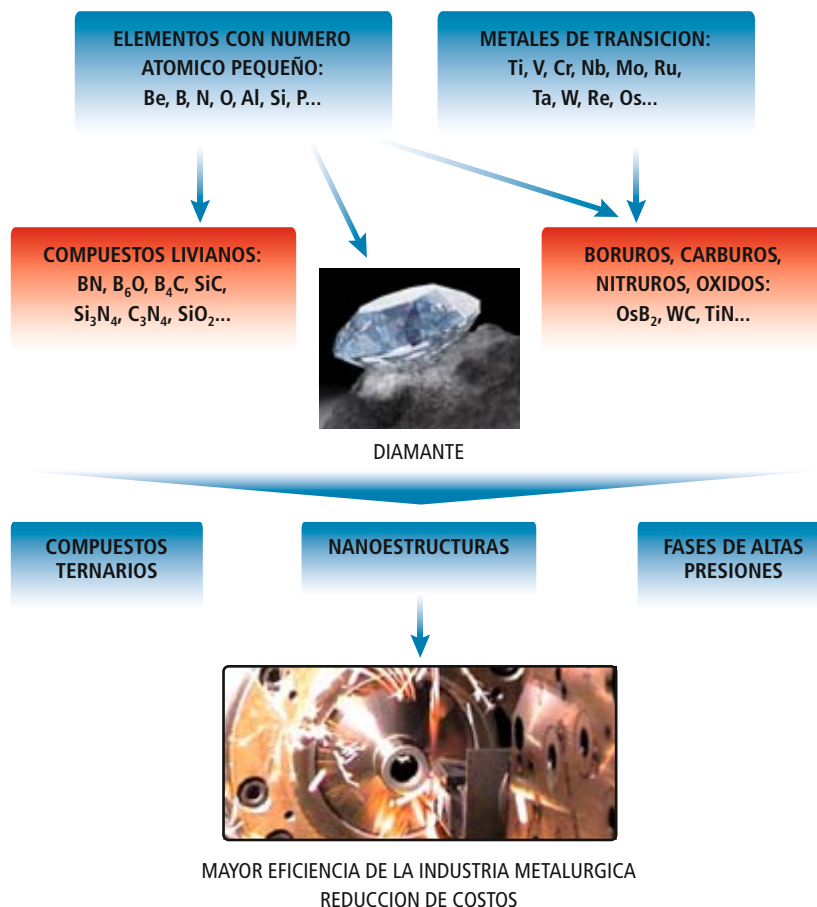 ELEMENTOS CON NUMERO
ATOMICO PEQUEÑO:
Be, B, N, O, Al, Si, P...
METALES DE TRANSICION:
Ti, V, Cr, Nb, Mo, Ru,
Ta, W, Re, Os...
COMPUESTOS LIVIANOS:
BN, B₆O, B₄C, SiC,
Si₃N₄, C₃N₄, SiO₂...
BORUROS, CARBUROS,
NITRUROS, OXIDOS:
OsB₂, WC, TiN...
DIAMANTE
COMPUESTOS
TERNARIOS
NANOESTRUCTURAS
FASES DE ALTAS
PRESIONES
MAYOR EFICIENCIA DE LA INDUSTRIA METALURGICA
REDUCCION DE COSTOS